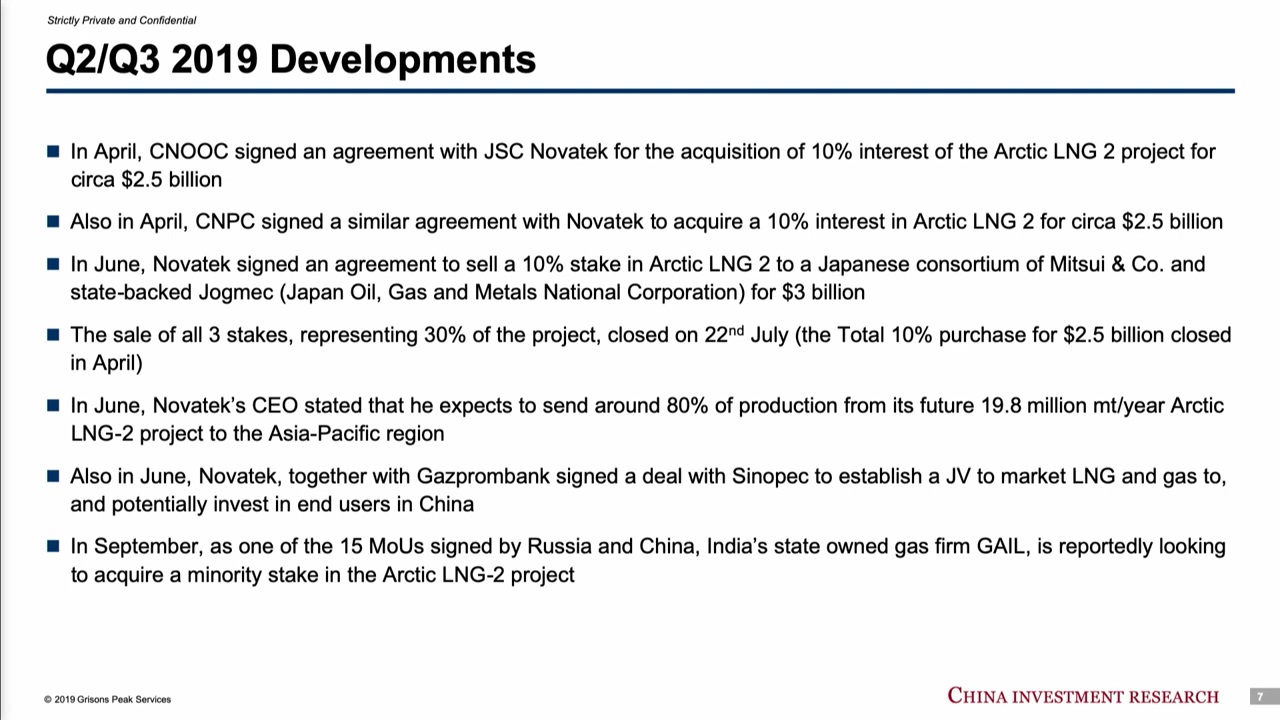 Strictly Private and Confidential
Q2/Q3 2019 Developments
■ In April, CNOOC signed an agreement with JSC Novatek for the acquisition of 10% interest of the Arctic LNG 2 project for
circa $2.5 billion
■ Also in April, CNPC signed a similar agreement with Novatek to acquire a 10% interest in Arctic LNG 2 for circa $2.5 billion
■ In June, Novatek signed an agreement to sell a 10% stake in Arctic LNG 2 to a Japanese consortium of Mitsui & Co. and
state-backed Jogmec (Japan Oil, Gas and Metals National Corporation) for $3 billion
■ The sale of all 3 stakes, representing 30% of the project, closed on 22nd July (the Total 10% purchase for $2.5 billion closed
in April)
■ In June, Novatek’s CEO stated that he expects to send around 80% of production from its future 19.8 million mt/year Arctic
LNG-2 project to the Asia-Pacific region
■ Also in June, Novatek, together with Gazprombank signed a deal with Sinopec to establish a JV to market LNG and gas to,
and potentially invest in end users in China
■ In September, as one of the 15 MoUs signed by Russia and China, India’s state owned gas firm GAIL, is reportedly looking
to acquire a minority stake in the Arctic LNG-2 project
© 2019 Grisons Peak Services
CHINA INVESTMENT RESEARCH
7